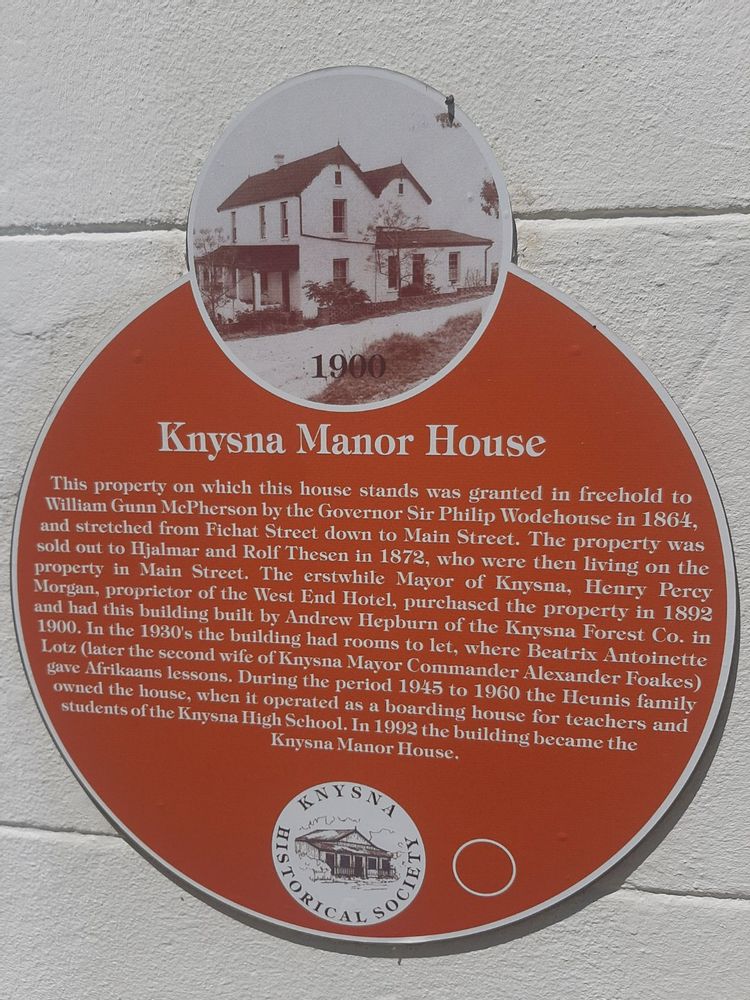 1900
Knysna Manor House
This property on which this house stands was granted in freehold to
William Gunn McPherson by the Governor Sir Philip Wodehouse in 1864,
and stretched from Fichat Street down to Main Street. The property was
sold out to Hjalmar and Rolf Thesen in 1872, who were then living on the
property in Main Street. The erstwhile Mayor of Knysna, Henry Percy
Morgan, proprietor of the West End Hotel, purchased the property in 1892
and had this building built by Andrew Hepburn of the Knysna Forest Co. in
1900. In the 1930's the building had rooms to let, where Beatrix Antoinette
Lotz (later the second wife of Knysna Mayor Commander Alexander Foakes)
gave Afrikaans lessons. During the period 1945 to 1960 the Heunis family
owned the house, when it operated as a boarding house for teachers and
students of the Knysna High School. In 1992 the building became the
Knysna Manor House.
KNYSNA
HISTORICAL SOCIETY